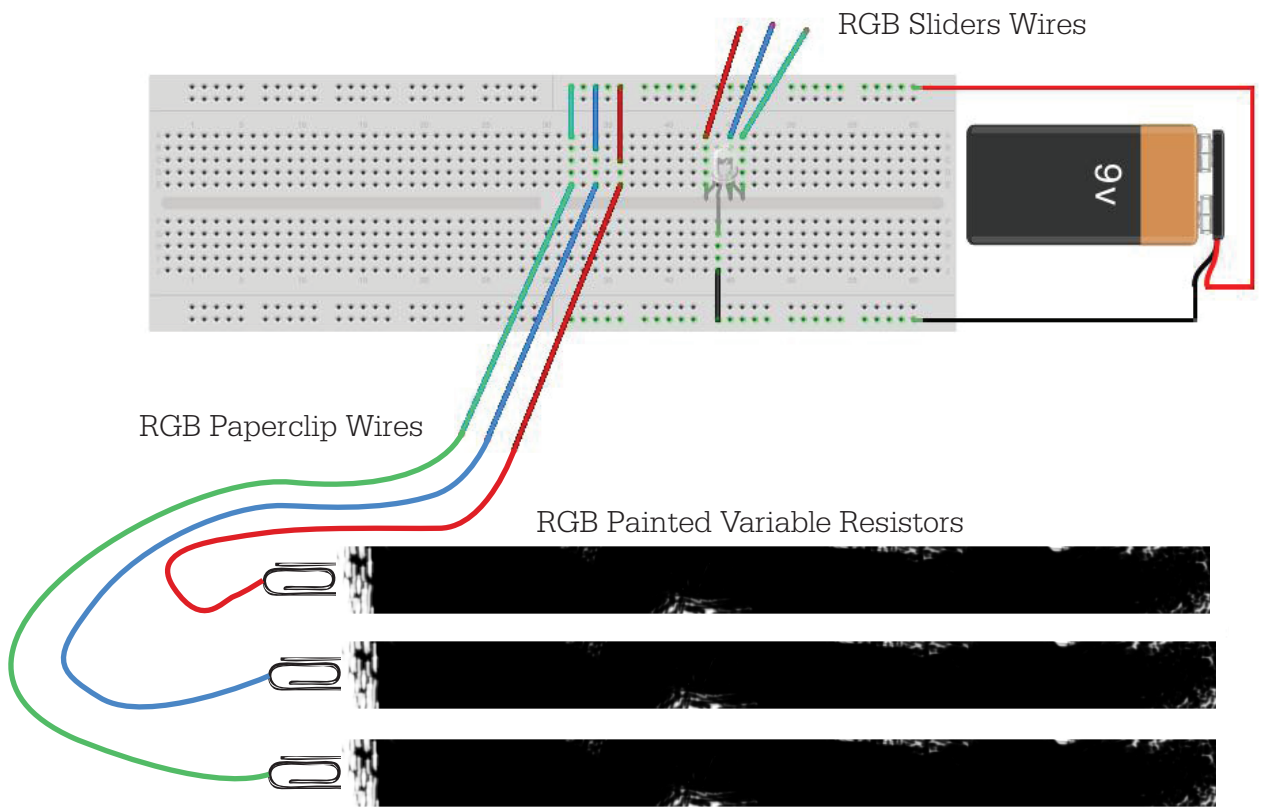 RGB Sliders Wires
9v
RGB Paperclip Wires
RGB Painted Variable Resistors